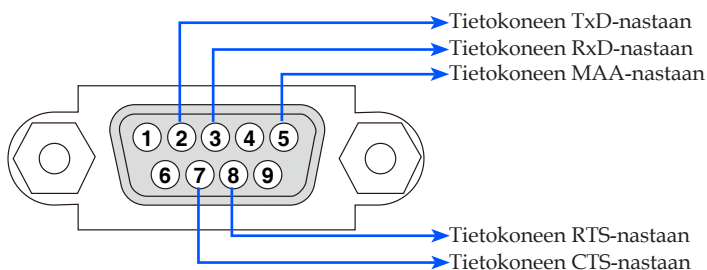 Tietokoneen TxD-nastaan
Tietokoneen RxD-nastaan
Tietokoneen MAA-nastaan
1 2 3 4 5
6 7 8 9
Tietokoneen RTS-nastaan
Tietokoneen CTS-nastaan